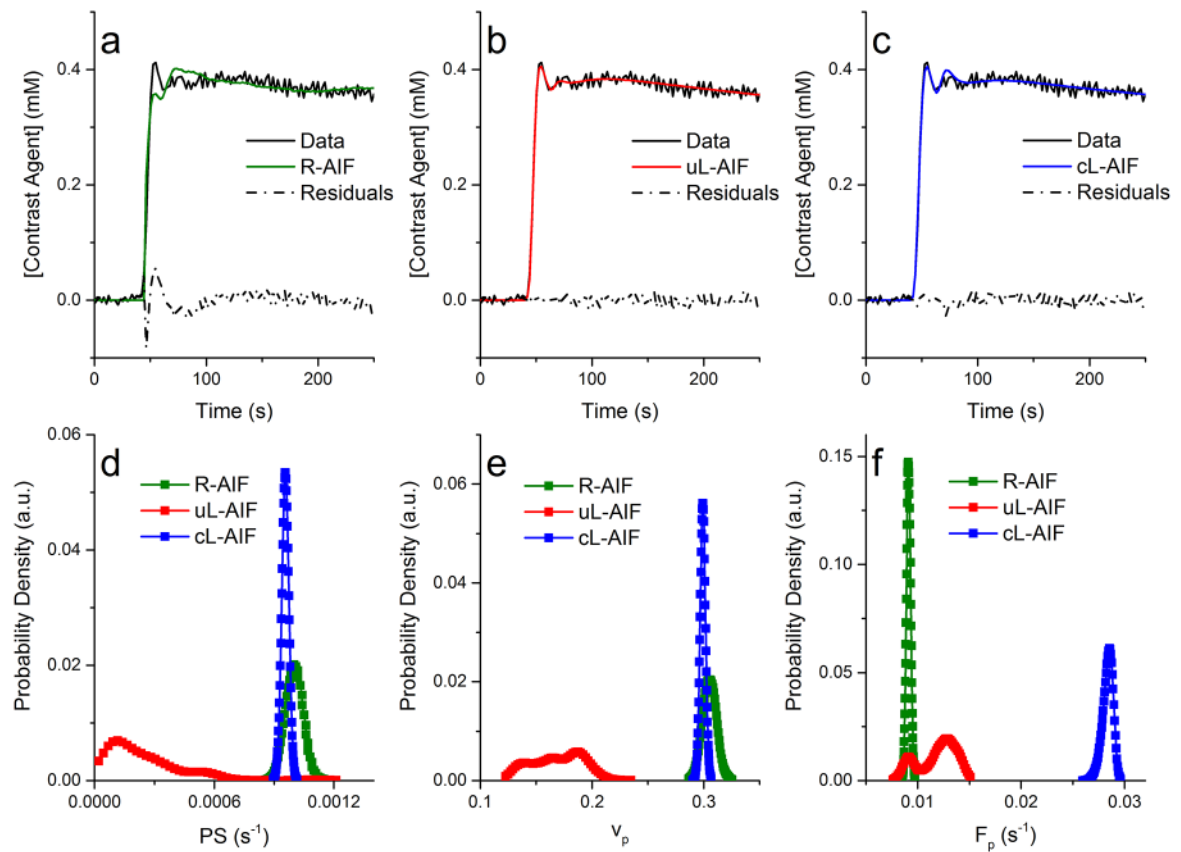 a
[Contrast Agent] (mM)
0.4
0.2
0.0
Data
R-AIF
Residuals
0
100
200
Time (s)
b
[Contrast Agent] (mM)
0.4
0.2
0.0
Data
uL-AIF
Residuals
0
100
200
Time (s)
c
[Contrast Agent] (mM)
0.4
0.2
0.0
Data
cL-AIF
Residuals
0
100
200
Time (s)
d
Probability Density (a.u.)
0.06
0.04
0.02
0.00
R-AIF
uL-AIF
cL-AIF
0.0000
0.0006
0.0012
PS (s⁻¹)
e
Probability Density (a.u.)
0.06
0.04
0.02
0.00
R-AIF
uL-AIF
cL-AIF
0.1
0.2
0.3
vₚ
f
Probability Density (a.u.)
0.15
0.10
0.05
0.00
R-AIF
uL-AIF
cL-AIF
0.01
0.02
0.03
Fₚ (s⁻¹)